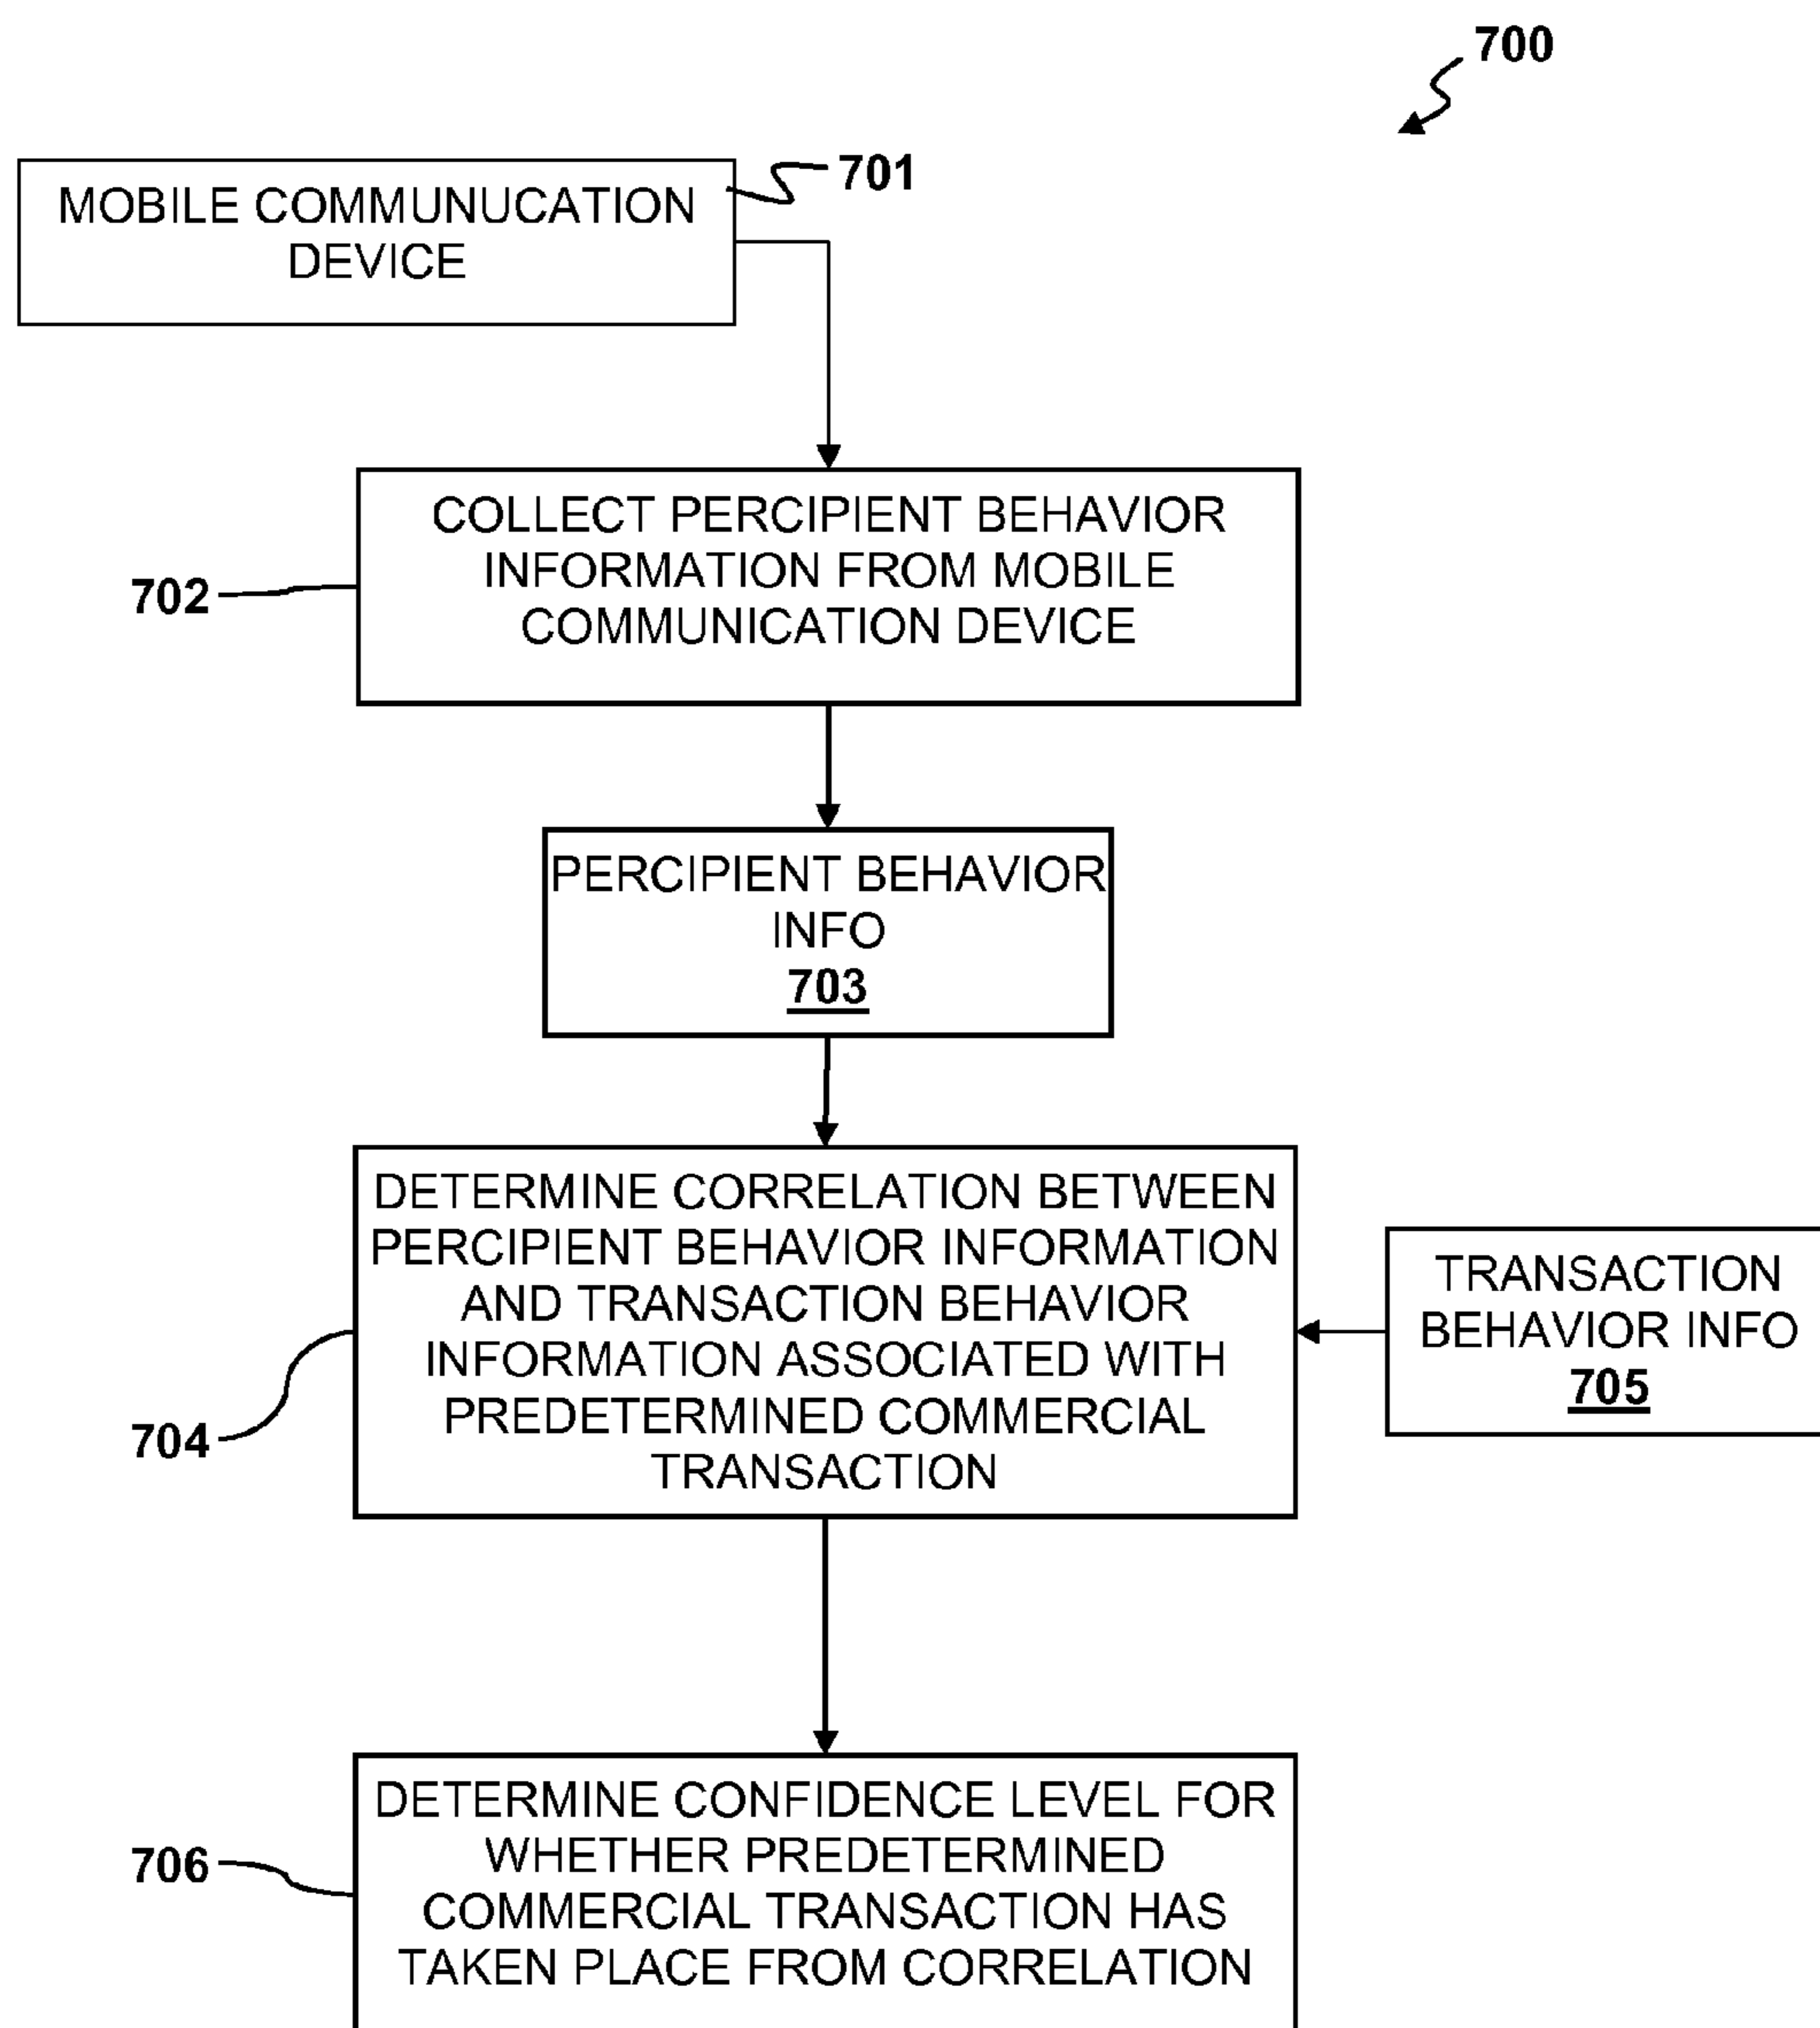 700
MOBILE COMMUNUCATION
DEVICE
701
COLLECT PERCIPIENT BEHAVIOR
INFORMATION FROM MOBILE
COMMUNICATION DEVICE
702
PERCIPIENT BEHAVIOR
INFO
703
DETERMINE CORRELATION BETWEEN
PERCIPIENT BEHAVIOR INFORMATION
AND TRANSACTION BEHAVIOR
INFORMATION ASSOCIATED WITH
PREDETERMINED COMMERCIAL
TRANSACTION
704
TRANSACTION
BEHAVIOR INFO
705
DETERMINE CONFIDENCE LEVEL FOR
WHETHER PREDETERMINED
COMMERCIAL TRANSACTION HAS
TAKEN PLACE FROM CORRELATION
706